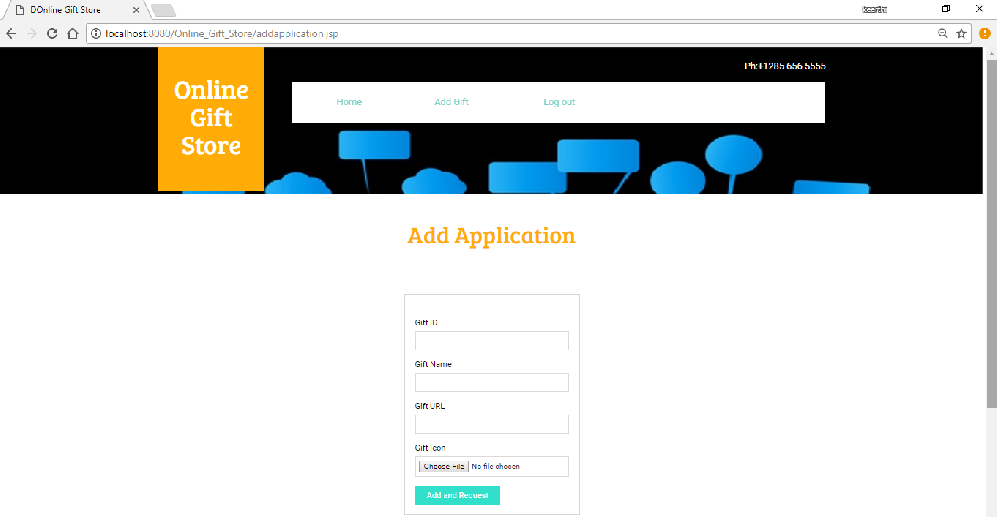 DOnline Gift Store
localhost:8080/Online_Gift_Store/addapplication.jsp
Ph:+1285 656 5555
Online
Gift
Store
Home Add Gift Log out
Add Application
Gift ID
Gift Name
Gift URL
Gift Icon
Choose File No file chosen
Add and Request